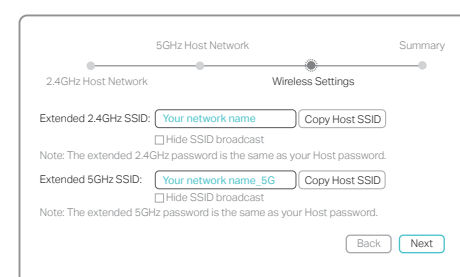 5GHz Host Network Summary
2.4GHz Host Network Wireless Settings
Extended 2.4GHz SSID: Your network name Copy Host SSID
Hide SSID broadcast
Note: The extended 2.4GHz password is the same as your Host password.
Extended 5GHz SSID: Your network name_5G Copy Host SSID
Hide SSID broadcast
Note: The extended 5GHz password is the same as your Host password.
Back Next